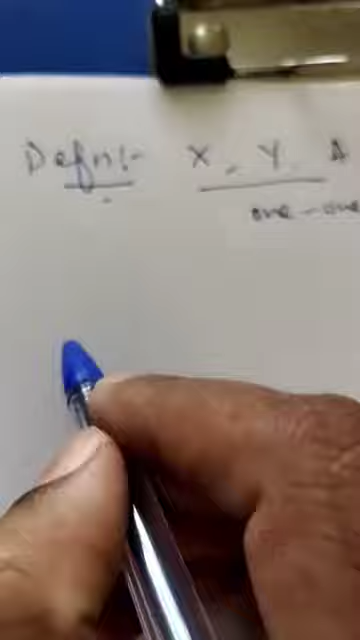 Defn:- X, Y, A
one-one